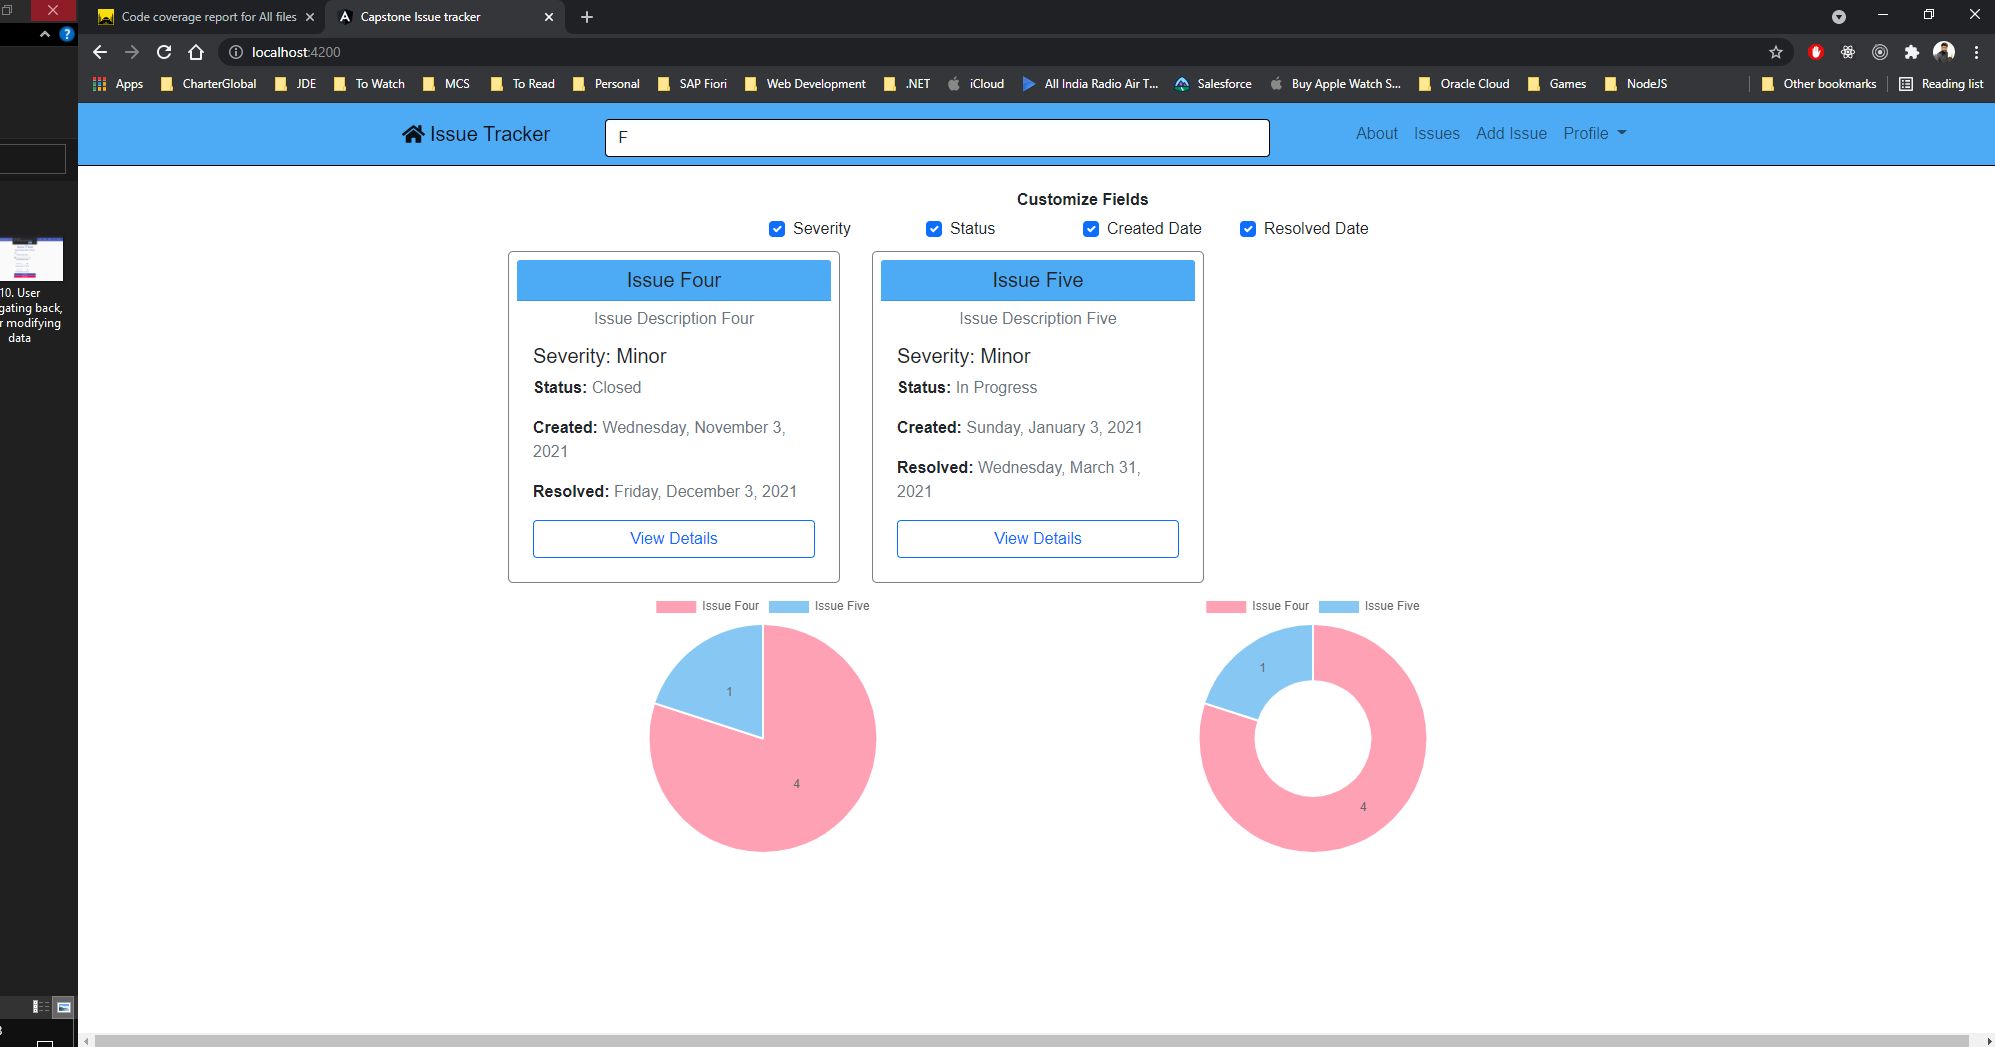 Code coverage report for All files
Capstone Issue tracker
localhost:4200
Apps CharterGlobal JDE To Watch MCS To Read Personal SAP Fiori Web Development .NET iCloud All India Radio Air T... Salesforce Buy Apple Watch S... Oracle Cloud Games NodeJS Other bookmarks Reading list
Issue Tracker
F
About Issues Add Issue Profile
Customize Fields
Severity Status Created Date Resolved Date
Issue Four
Issue Description Four
Severity: Minor
Status: Closed
Created: Wednesday, November 3,
2021
Resolved: Friday, December 3, 2021
View Details
Issue Five
Issue Description Five
Severity: Minor
Status: In Progress
Created: Sunday, January 3, 2021
Resolved: Wednesday, March 31,
2021
View Details
Issue Four Issue Five
1
4
Issue Four Issue Five
1
4
10. User
gating back,
r modifying
data